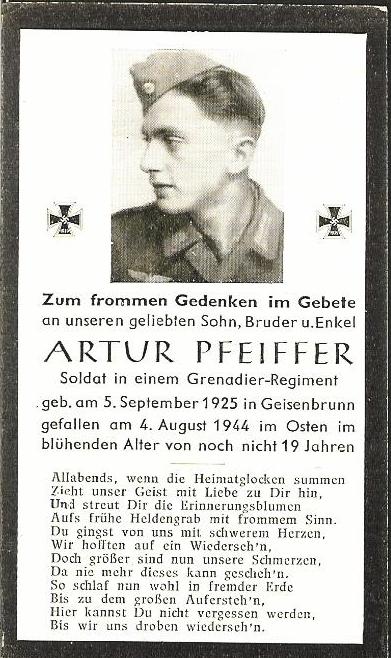 Zum frommen Gedenken im Gebete
an unseren geliebten Sohn, Bruder u. Enkel
ARTUR PFEIFFER
Soldat in einem Grenadier-Regiment
geb. am 5. September 1925 in Geisenbrunn
gefallen am 4. August 1944 im Osten im
blühenden Alter von noch nicht 19 Jahren
Allabends, wenn die Heimatglocken summen
Zieht unser Geist mit Liebe zu Dir hin,
Und streut Dir die Erinnerungsblumen
Aufs frühe Heldengrab mit frommem Sinn.
Du gingst von uns mit schwerem Herzen,
Wir hofften auf ein Wiederseh'n,
Doch größer sind nun unsere Schmerzen,
Da nie mehr dieses kann gescheh'n.
So schlaf nun wohl in fremder Erde
Bis zu dem großen Aufersteh'n,
Hier kannst Du nicht vergessen werden,
Bis wir uns droben wiederseh'n.